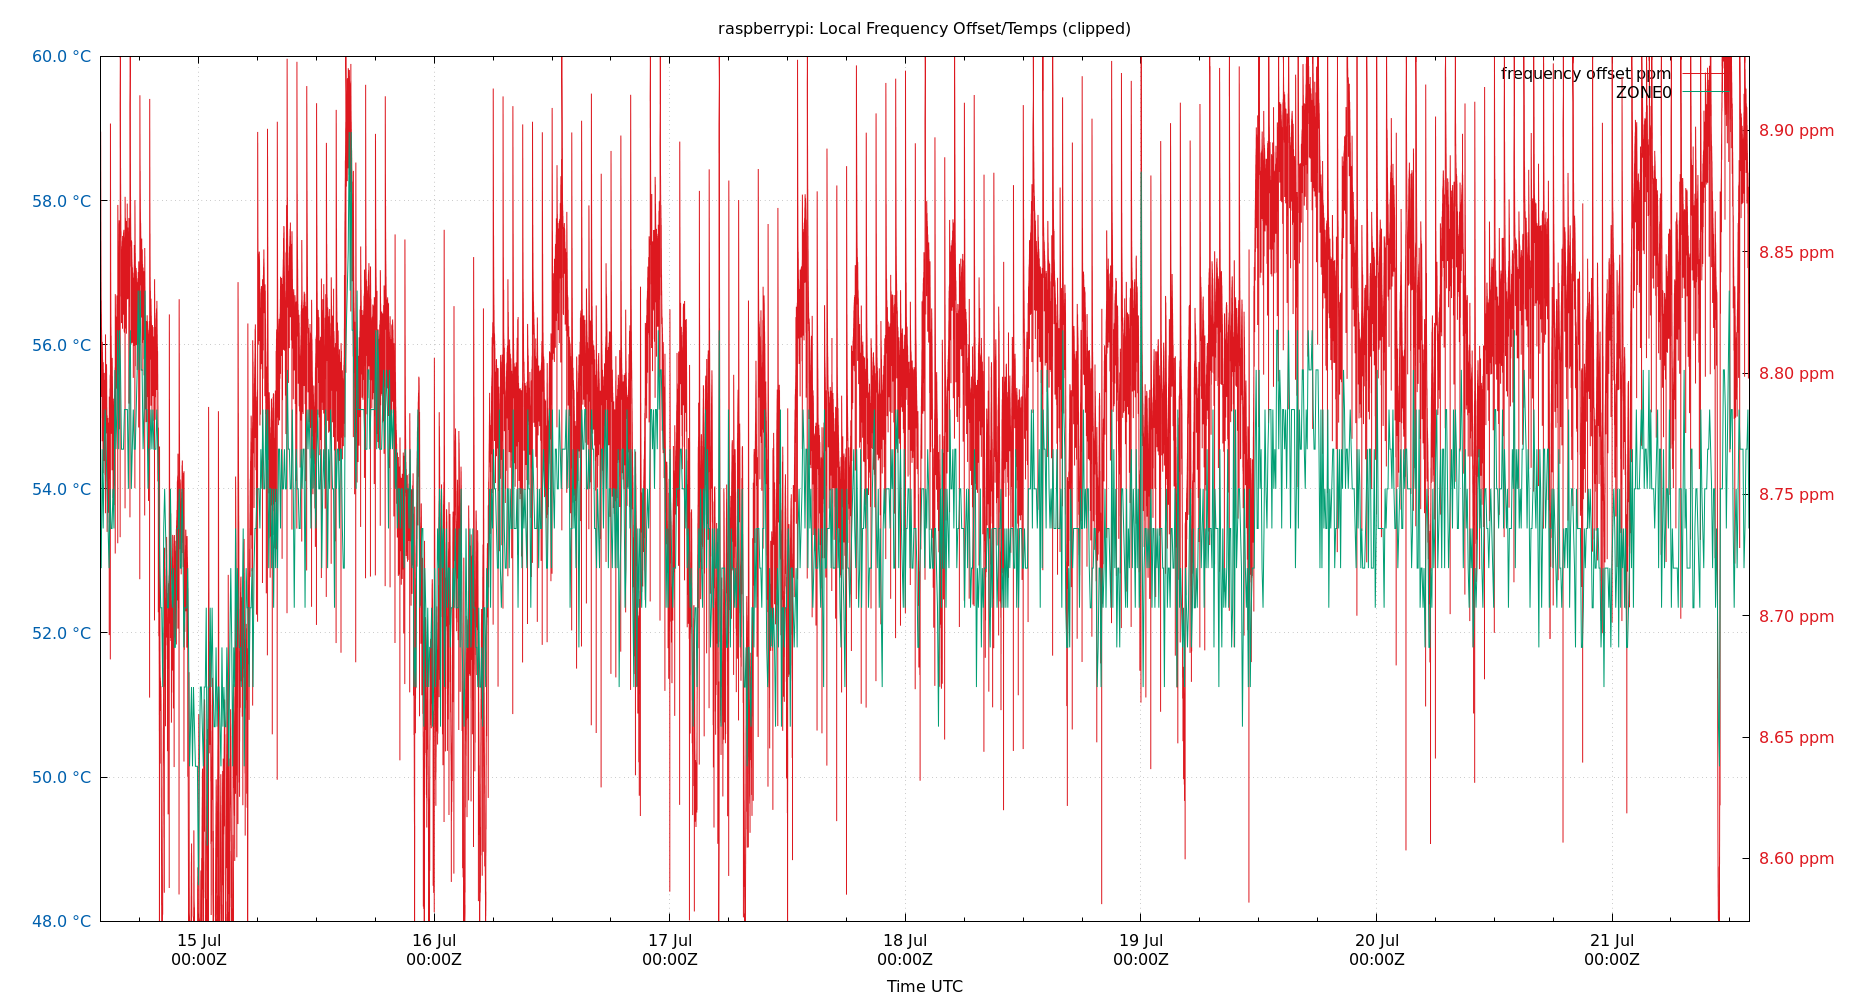 raspberrypi: Local Frequency Offset/Temps (clipped)
60.0 °C
58.0 °C
56.0 °C
54.0 °C
52.0 °C
50.0 °C
48.0 °C
frequency offset ppm
ZONE0
8.90 ppm
8.85 ppm
8.80 ppm
8.75 ppm
8.70 ppm
8.65 ppm
8.60 ppm
15 Jul 16 Jul 17 Jul 18 Jul 19 Jul 20 Jul 21 Jul
00:00Z 00:00Z 00:00Z 00:00Z 00:00Z 00:00Z 00:00Z
Time UTC